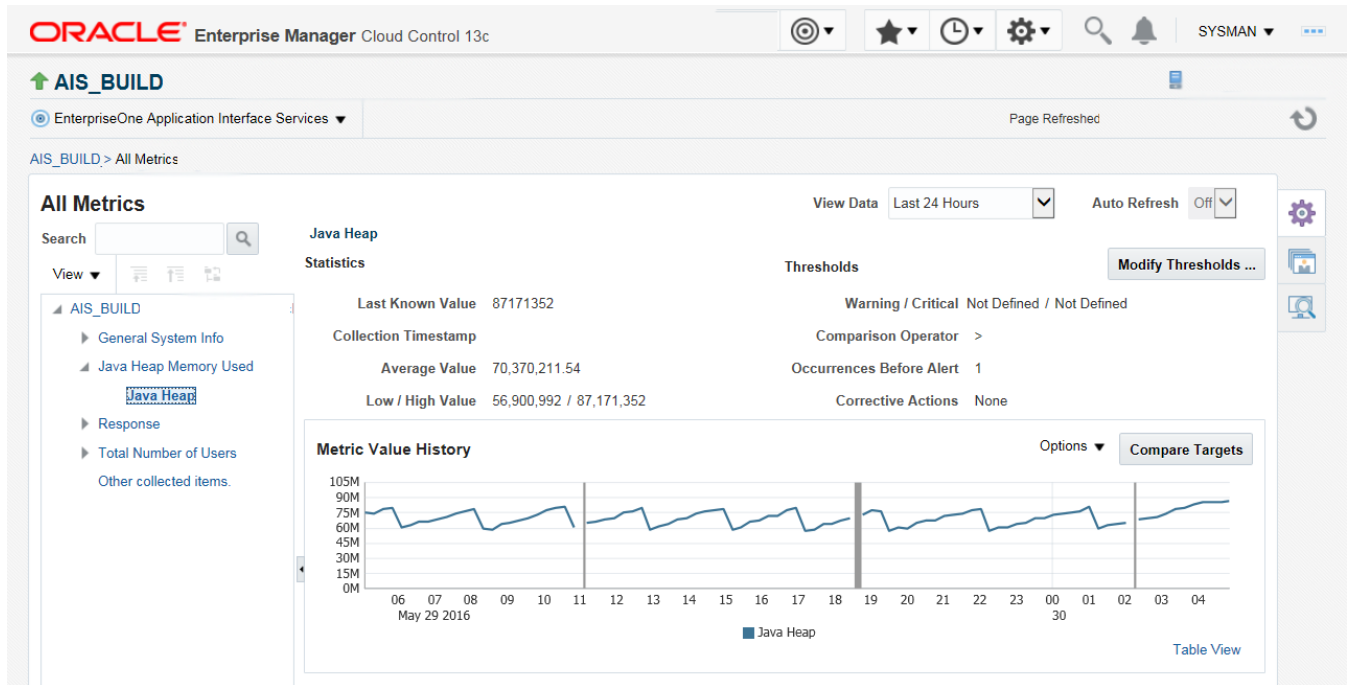 ORACLE Enterprise Manager Cloud Control 13c
SYSMAN
AIS_BUILD
EnterpriseOne Application Interface Services
Page Refreshed
AIS_BUILD > All Metrics
All Metrics
View Data Last 24 Hours
Auto Refresh Off
Search
View
AIS_BUILD
General System Info
Java Heap Memory Used
Java Heap
Response
Total Number of Users
Other collected items.
Java Heap
Statistics
Last Known Value 87171352
Collection Timestamp
Average Value 70,370,211.54
Low / High Value 56,900,992 / 87,171,352
Thresholds
Modify Thresholds ...
Warning / Critical Not Defined / Not Defined
Comparison Operator >
Occurrences Before Alert 1
Corrective Actions None
Metric Value History
Options
Compare Targets
105M
90M
75M
60M
45M
30M
15M
0M
06 07 08 09 10 11 12 13 14 15 16 17 18 19 20 21 22 23 00 01 02 03 04
May 29 2016 30
Java Heap
Table View